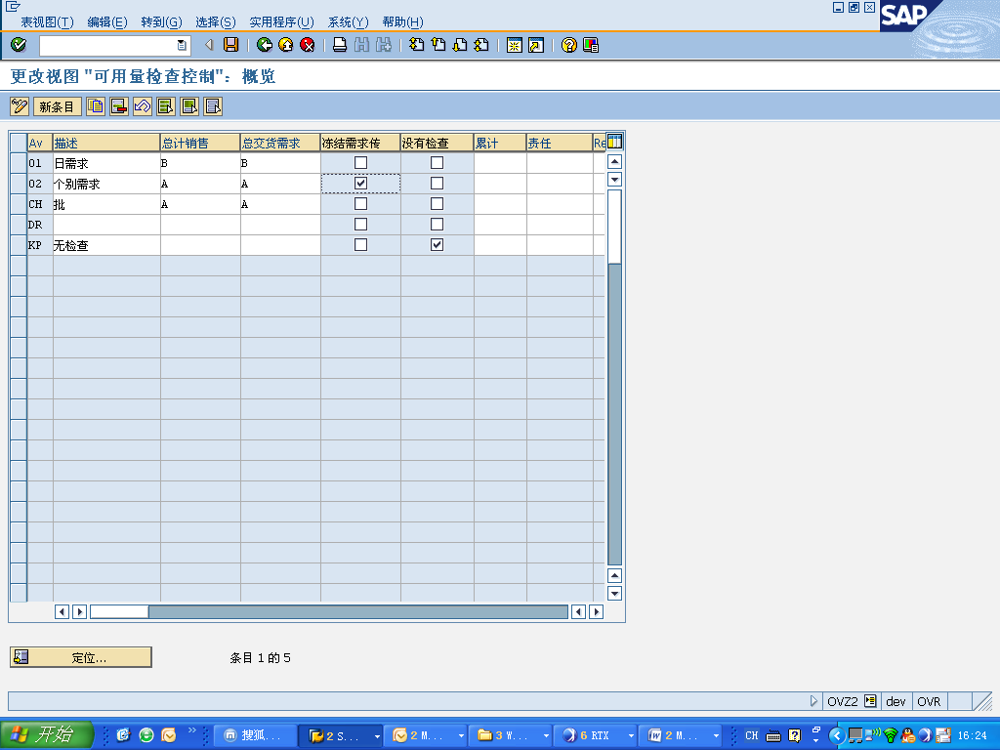 表视图(T) 编辑(E) 转到(G) 选择(S) 实用程序(U) 系统(Y) 帮助(H)
SAP
更改视图 "可用量检查控制": 概览
新条目
Av 描述 总计销售 总交货需求 冻结需求传 没有检查 累计 责任 Re
01 日需求 B B
02 个别需求 A A
CH 批 A A
DR
KP 无检查
定位...
条目 1 的 5
OVZ2 dev OVR
开始 搜狐... 2 S... 2 M... 3 W... 6 RTX 2 M... CH 16:24